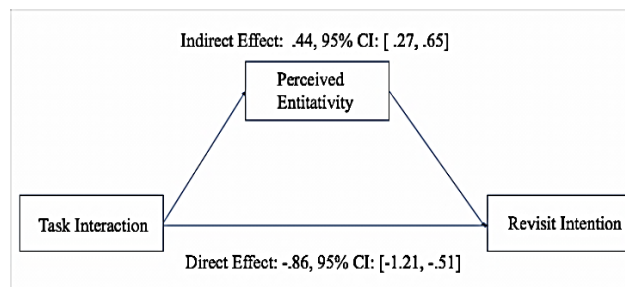 Indirect Effect: .44, 95% CI: [ .27, .65]
Perceived
Entitativity
Task Interaction
Revisit Intention
Direct Effect: -.86, 95% CI: [-1.21, -.51]